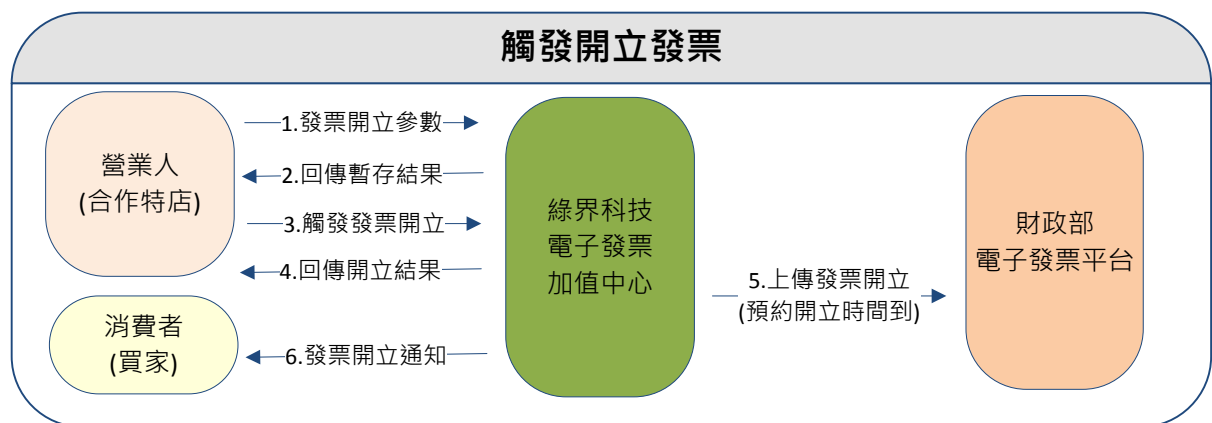 觸發開立發票
1.發票開立參數
營業人
(合作特店)
2.回傳暫存結果
3.觸發發票開立
4.回傳開立結果
綠界科技
電子發票
加值中心
財政部
電子發票平台
5.上傳發票開立
(預約開立時間到)
消費者
(買家)
6.發票開立通知